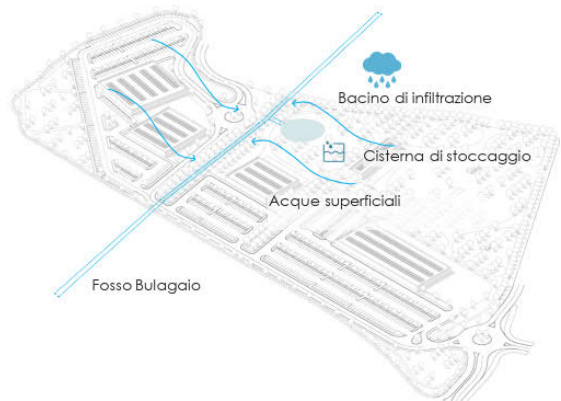 Bacino di infiltrazione
Cisterna di stoccaggio
Acque superficiali
Fosso Bulagaio